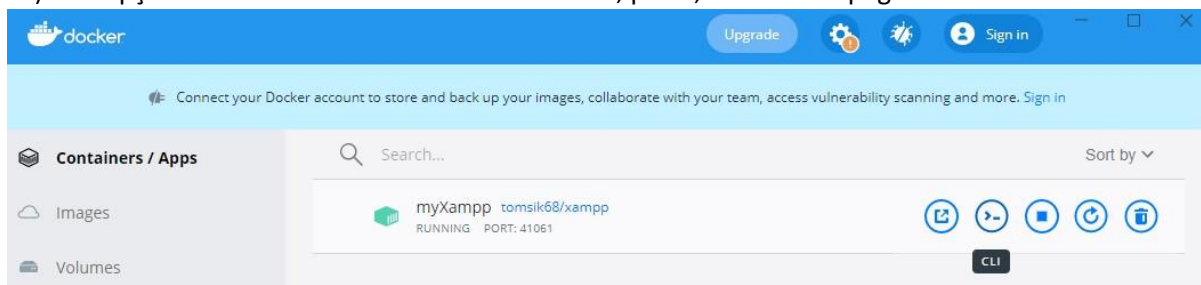 docker
Upgrade
Sign in
Connect your Docker account to store and back up your images, collaborate with your team, access vulnerability scanning and more. Sign in
Containers / Apps
Search...
Sort by
Images
myXampp tomsik68/xampp
RUNNING PORT: 41061
CLI
Volumes